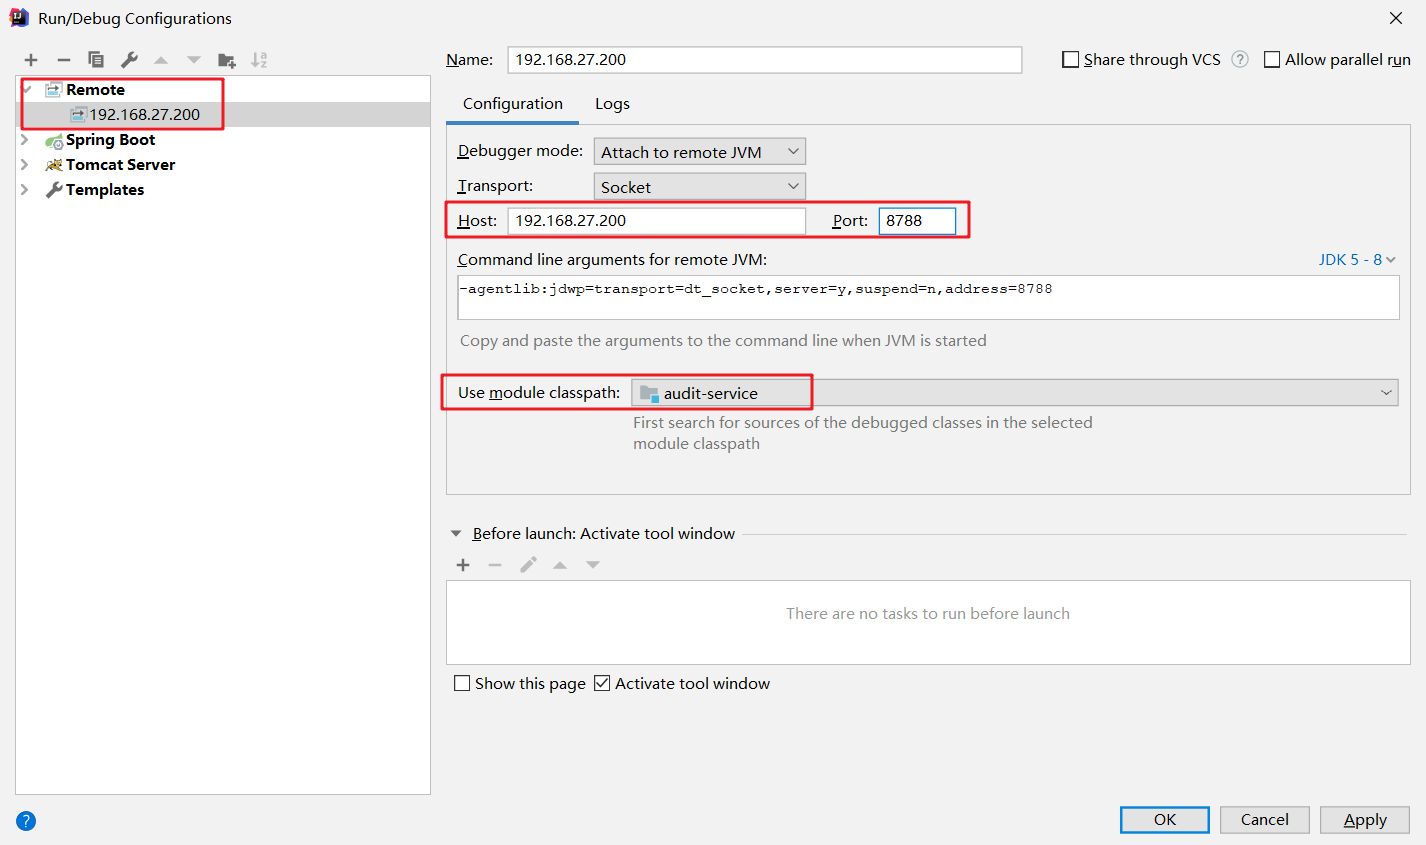 Run/Debug Configurations
Name: 192.168.27.200 Share through VCS ? Allow parallel run
Remote
192.168.27.200
Spring Boot
Tomcat Server
Templates
Configuration Logs
Debugger mode: Attach to remote JVM
Transport: Socket
Host: 192.168.27.200 Port: 8788
Command line arguments for remote JVM: JDK 5 - 8
-agentlib:jdwp=transport=dt_socket,server=y,suspend=n,address=8788
Copy and paste the arguments to the command line when JVM is started
Use module classpath: audit-service
First search for sources of the debugged classes in the selected
module classpath
Before launch: Activate tool window
There are no tasks to run before launch
Show this page Activate tool window
? OK Cancel Apply